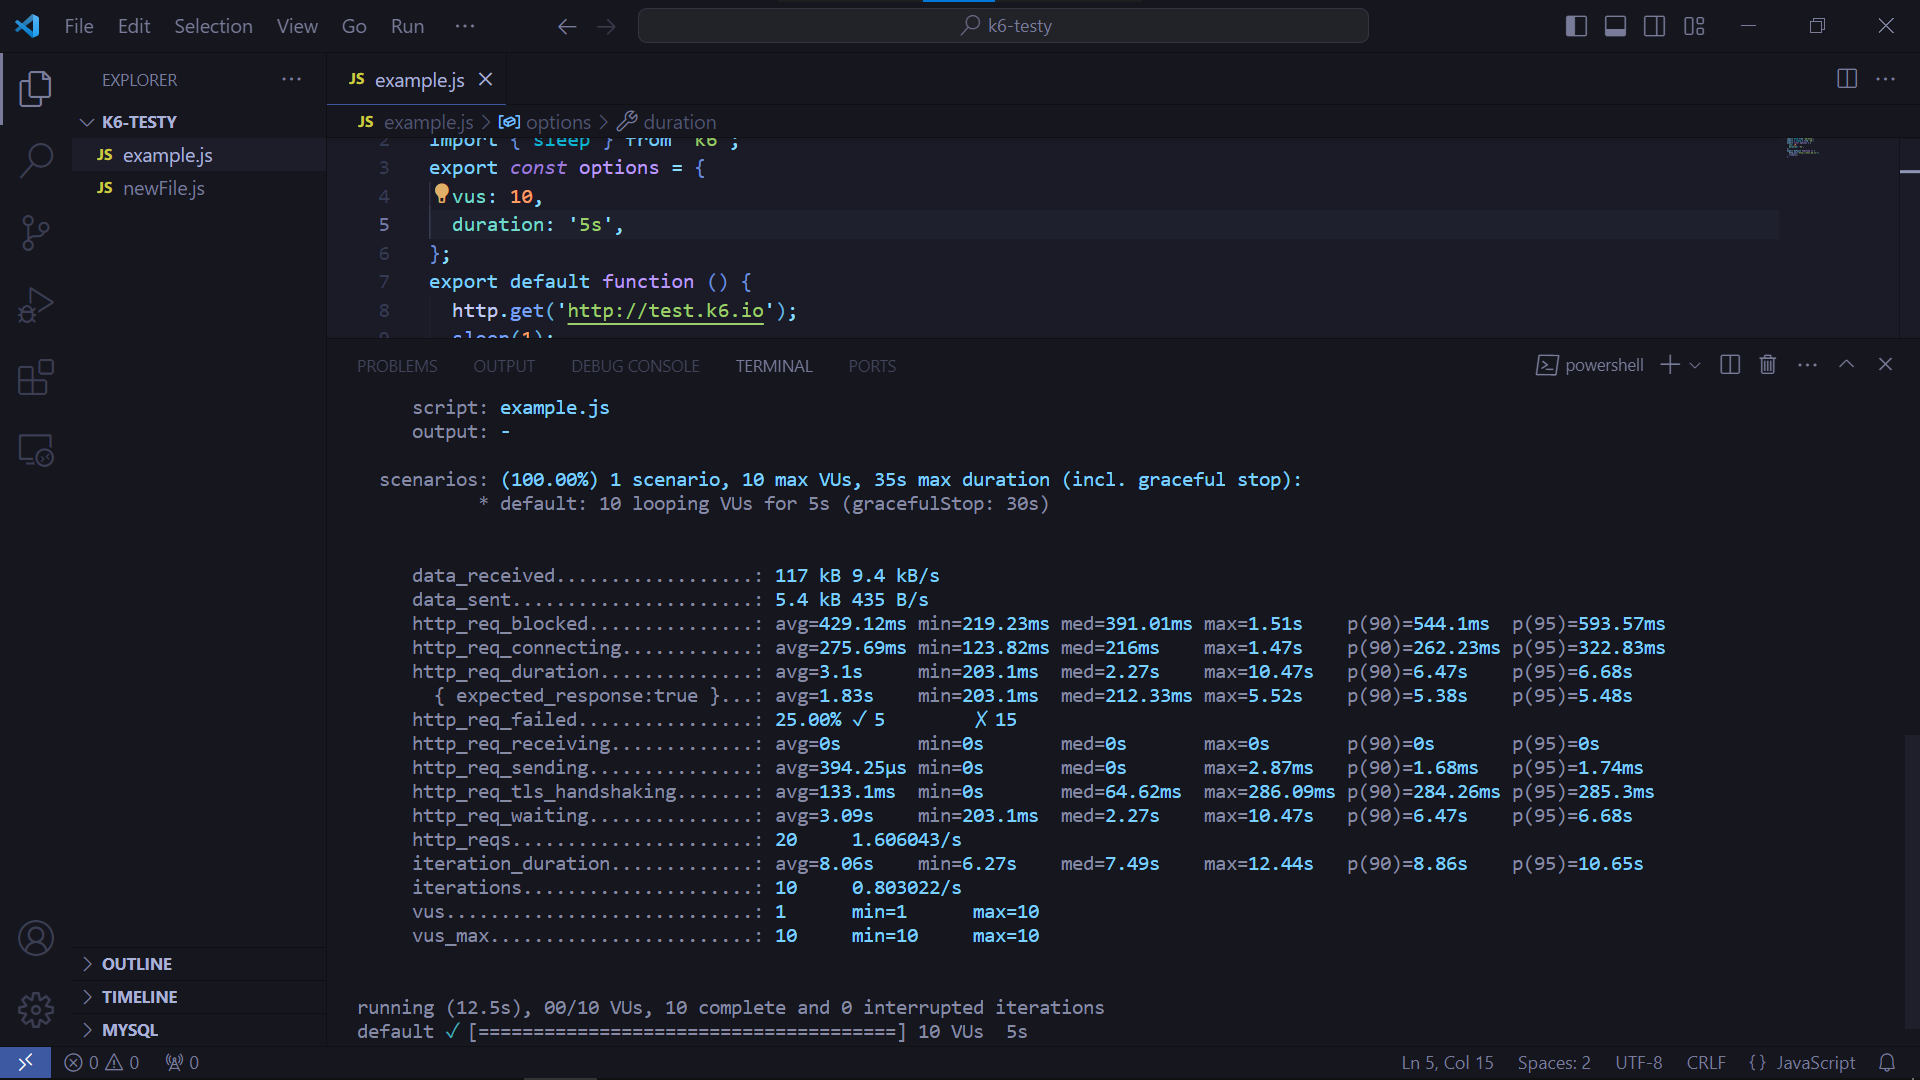 File Edit Selection View Go Run ··· k6-testy
EXPLORER ···
K6-TESTY
JS example.js
JS newFile.js
OUTLINE
TIMELINE
MYSQL
JS example.js
JS example.js > options > duration
2 import { sleep } from 'k6';
3 export const options = {
4 vus: 10,
5 duration: '5s',
6 };
7 export default function () {
8 http.get('http://test.k6.io');
9 sleep(1);
PROBLEMS OUTPUT DEBUG CONSOLE TERMINAL PORTS powershell
script: example.js
output: -
scenarios: (100.00%) 1 scenario, 10 max VUs, 35s max duration (incl. graceful stop):
* default: 10 looping VUs for 5s (gracefulStop: 30s)
data_received..................: 117 kB 9.4 kB/s
data_sent......................: 5.4 kB 435 B/s
http_req_blocked...............: avg=429.12ms min=219.23ms med=391.01ms max=1.51s p(90)=544.1ms p(95)=593.57ms
http_req_connecting............: avg=275.69ms min=123.82ms med=216ms max=1.47s p(90)=262.23ms p(95)=322.83ms
http_req_duration..............: avg=3.1s min=203.1ms med=2.27s max=10.47s p(90)=6.47s p(95)=6.68s
{ expected_response:true }...: avg=1.83s min=203.1ms med=212.33ms max=5.52s p(90)=5.38s p(95)=5.48s
http_req_failed................: 25.00% ✓ 5 ✗ 15
http_req_receiving.............: avg=0s min=0s med=0s max=0s p(90)=0s p(95)=0s
http_req_sending...............: avg=394.25µs min=0s med=0s max=2.87ms p(90)=1.68ms p(95)=1.74ms
http_req_tls_handshaking.......: avg=133.1ms min=0s med=64.62ms max=286.09ms p(90)=284.26ms p(95)=285.3ms
http_req_waiting...............: avg=3.09s min=203.1ms med=2.27s max=10.47s p(90)=6.47s p(95)=6.68s
http_reqs......................: 20 1.606043/s
iteration_duration.............: avg=8.06s min=6.27s med=7.49s max=12.44s p(90)=8.86s p(95)=10.65s
iterations.....................: 10 0.803022/s
vus............................: 1 min=1 max=10
vus_max........................: 10 min=10 max=10
running (12.5s), 00/10 VUs, 10 complete and 0 interrupted iterations
default ✓ [======================================] 10 VUs 5s
0 0 0 Ln 5, Col 15 Spaces: 2 UTF-8 CRLF {} JavaScript